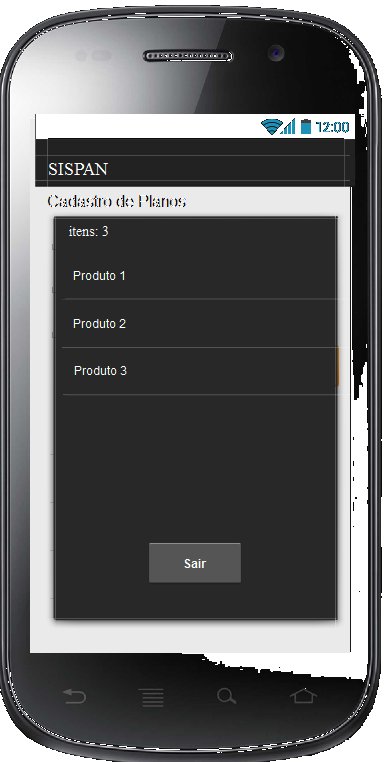 12:00
SISPAN
Cadastro de Planos
itens: 3
Produto 1
Produto 2
Produto 3
Sair